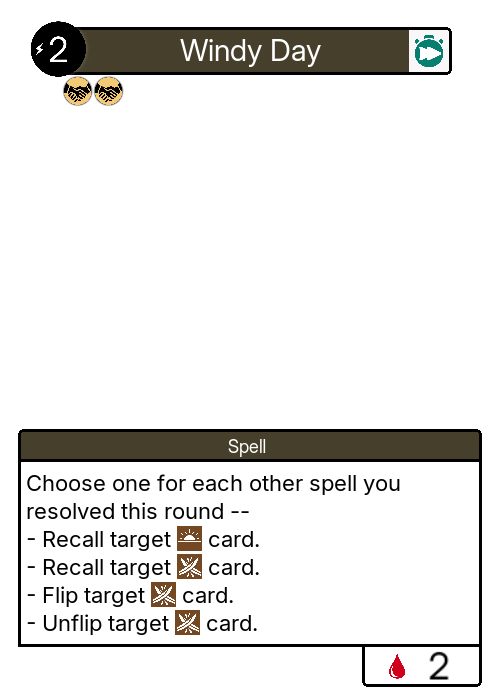 2 Windy Day
Spell
Choose one for each other spell you
resolved this round --
- Recall target card.
- Recall target card.
- Flip target card.
- Unflip target card.
2